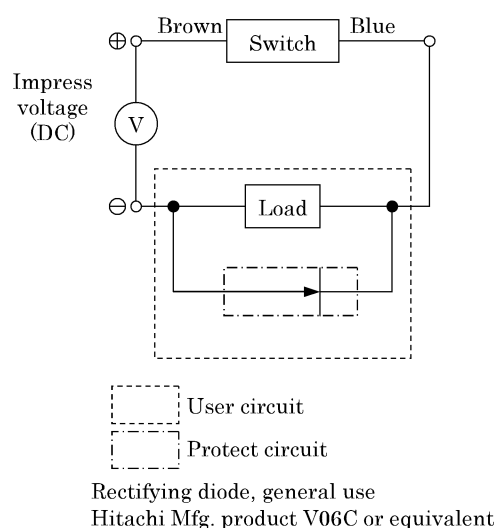 ⊕ Brown Switch Blue
Impress
voltage
(DC)
V
⊖ Load
User circuit
Protect circuit
Rectifying diode, general use
Hitachi Mfg. product V06C or equivalent